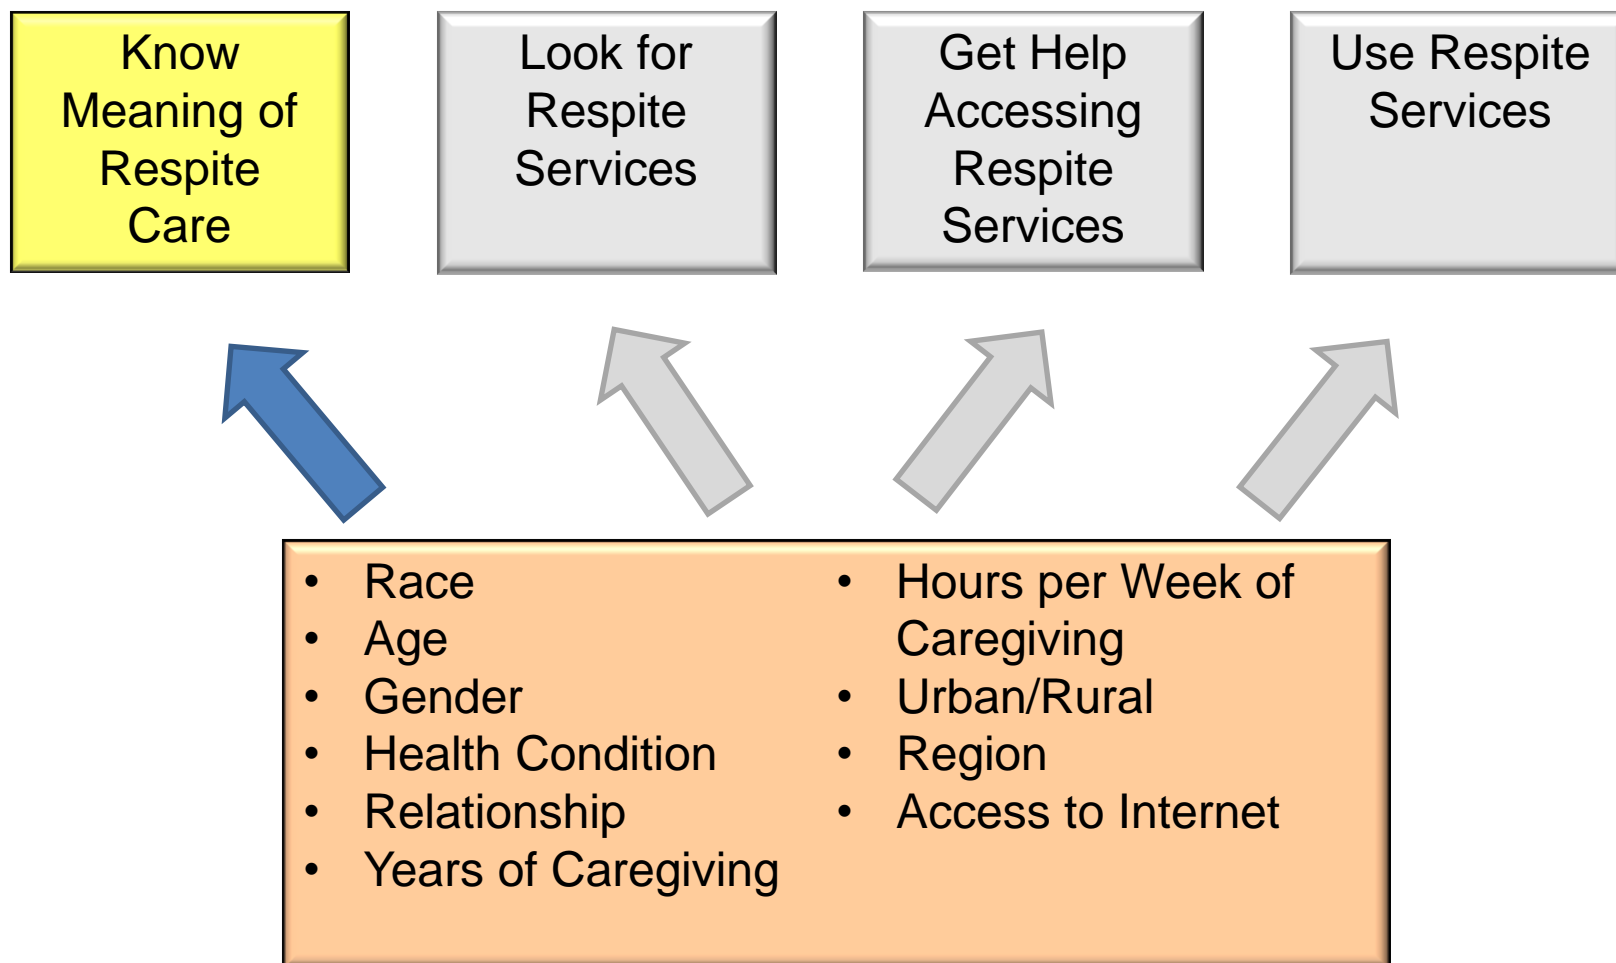 Know
Meaning of
Respite
Care
Look for
Respite
Services
Get Help
Accessing
Respite
Services
Use Respite
Services
• Race
• Age
• Gender
• Health Condition
• Relationship
• Years of Caregiving
• Hours per Week of
Caregiving
• Urban/Rural
• Region
• Access to Internet